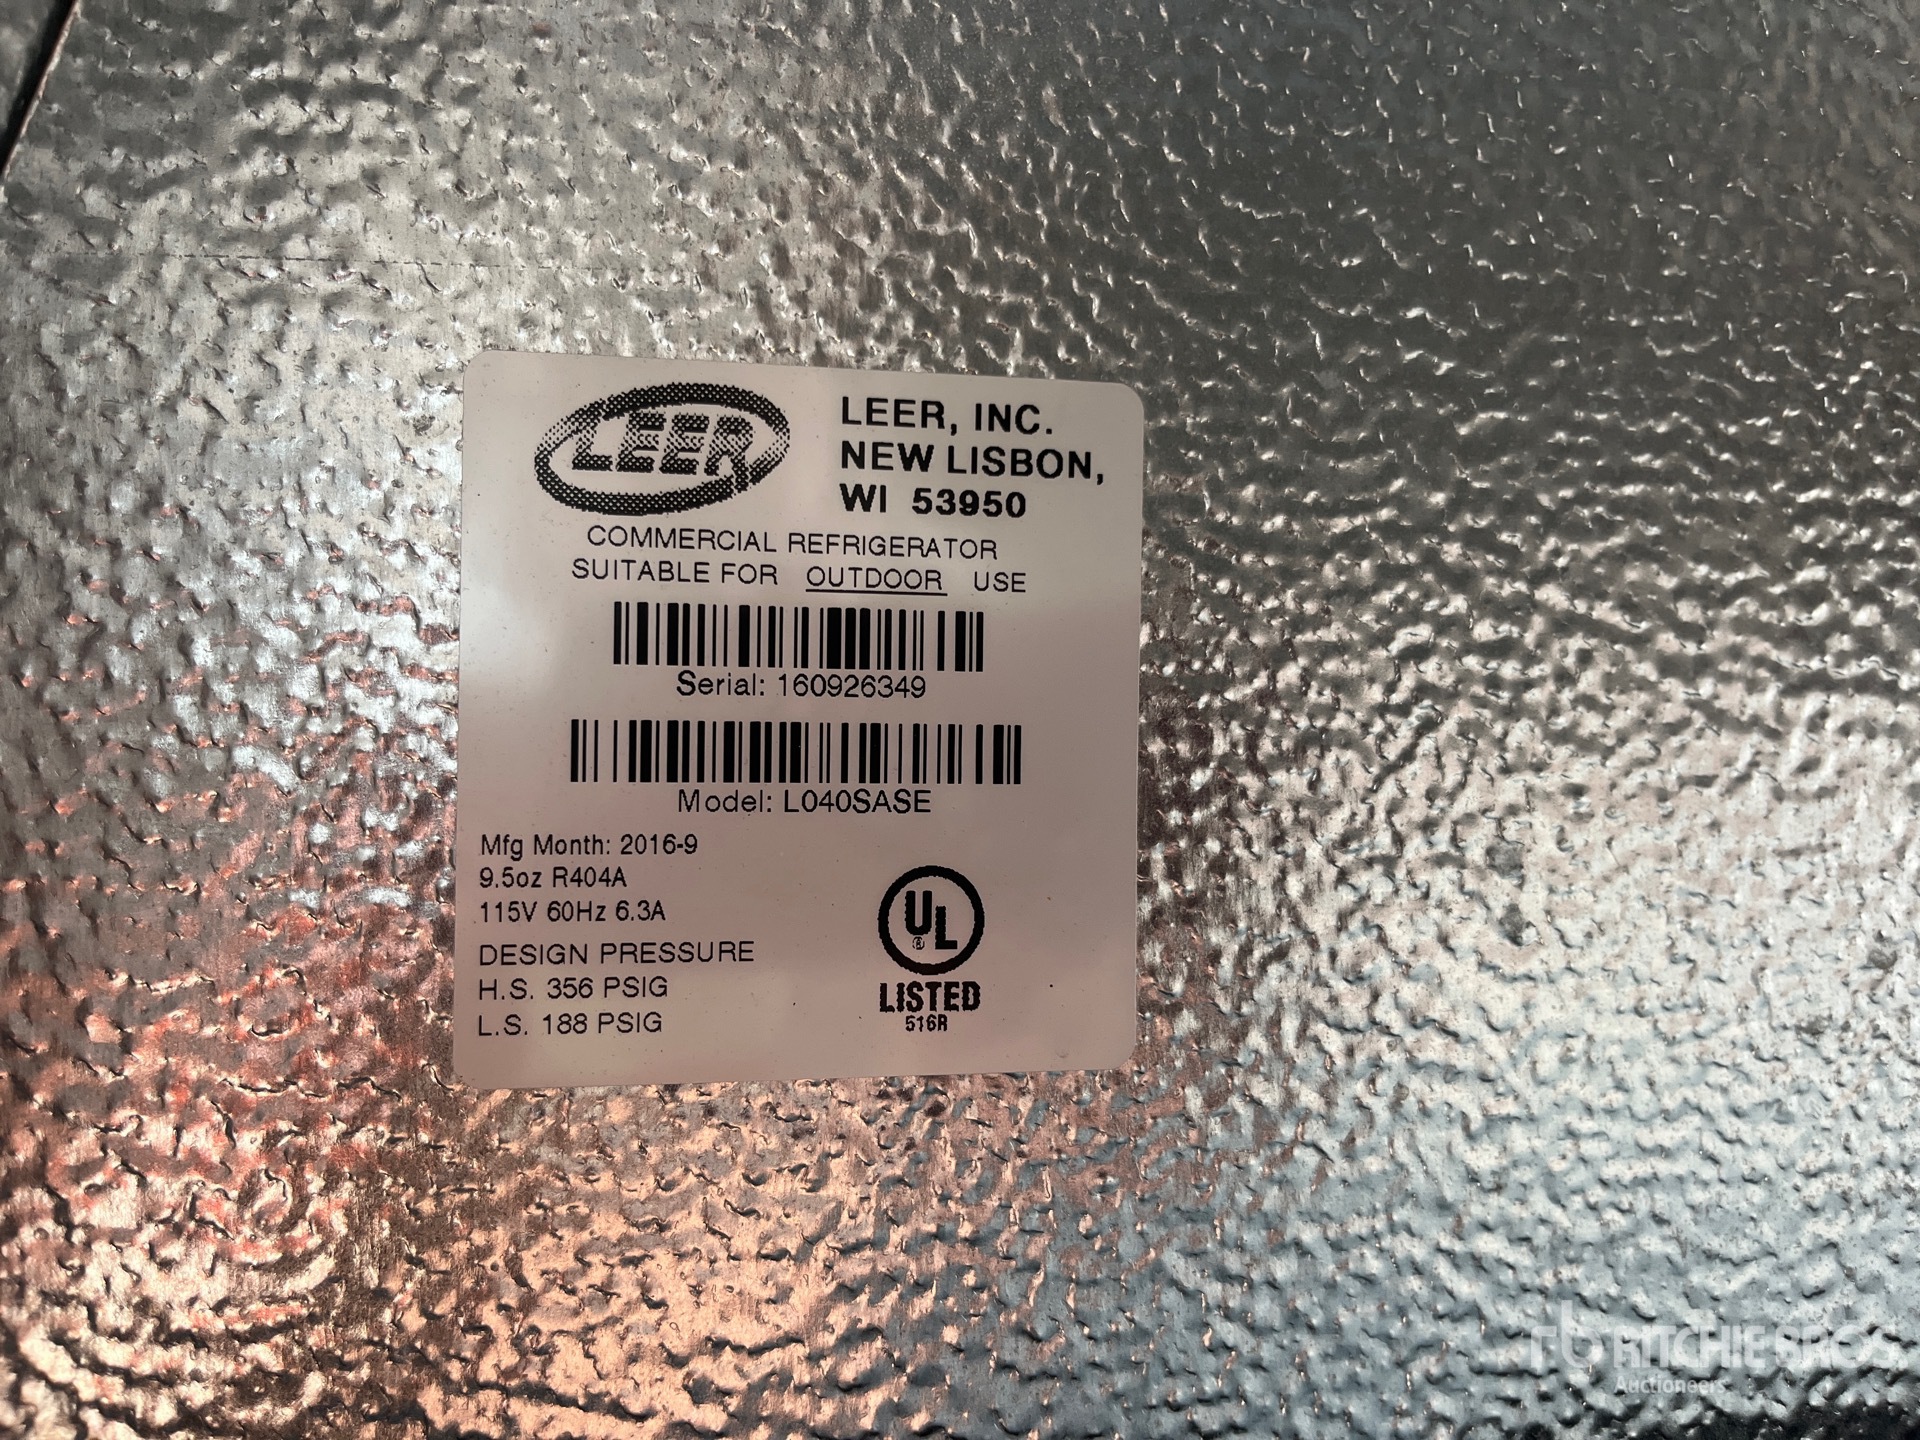 LEER
LEER, INC.
NEW LISBON,
WI 53950
COMMERCIAL REFRIGERATOR
SUITABLE FOR OUTDOOR USE
Serial: 160926349
Model: L040SASE
Mfg Month: 2016-9
9.5oz R404A
115V 60Hz 6.3A
DESIGN PRESSURE
H.S. 356 PSIG
L.S. 188 PSIG
UL
®
LISTED
516R
rb RITCHIE BROS.
Auctioneers